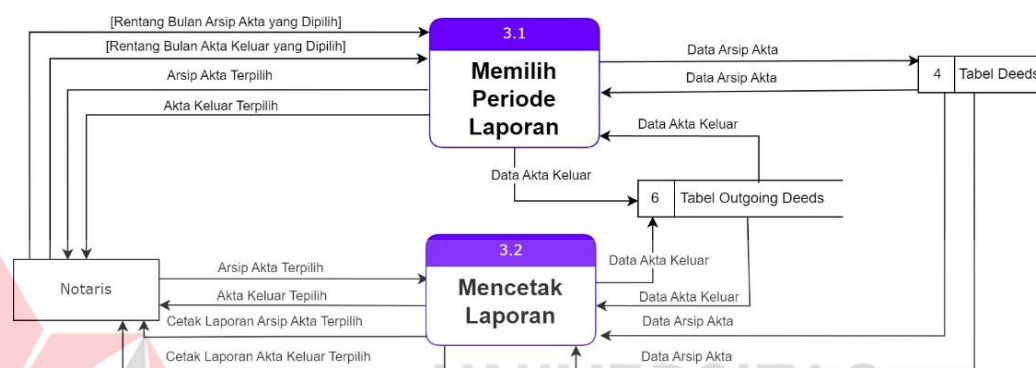 [Rentang Bulan Arsip Akta yang Dipilih]
3.1
[Rentang Bulan Akta Keluar yang Dipilih]
Data Arsip Akta
Memilih
Periode
Laporan
4 Tabel Deeds
Arsip Akta Terpilih
Data Arsip Akta
Akta Keluar Terpilih
Data Akta Keluar
Data Akta Keluar
6 Tabel Outgoing Deeds
3.2
Mencetak
Laporan
Data Akta Keluar
Arsip Akta Terpilih
Notaris
Akta Keluar Tepilih
Data Akta Keluar
Cetak Laporan Arsip Akta Terpilih
Data Arsip Akta
Cetak Laporan Akta Keluar Terpilih
Data Arsip Akta
UNIVERSITAS